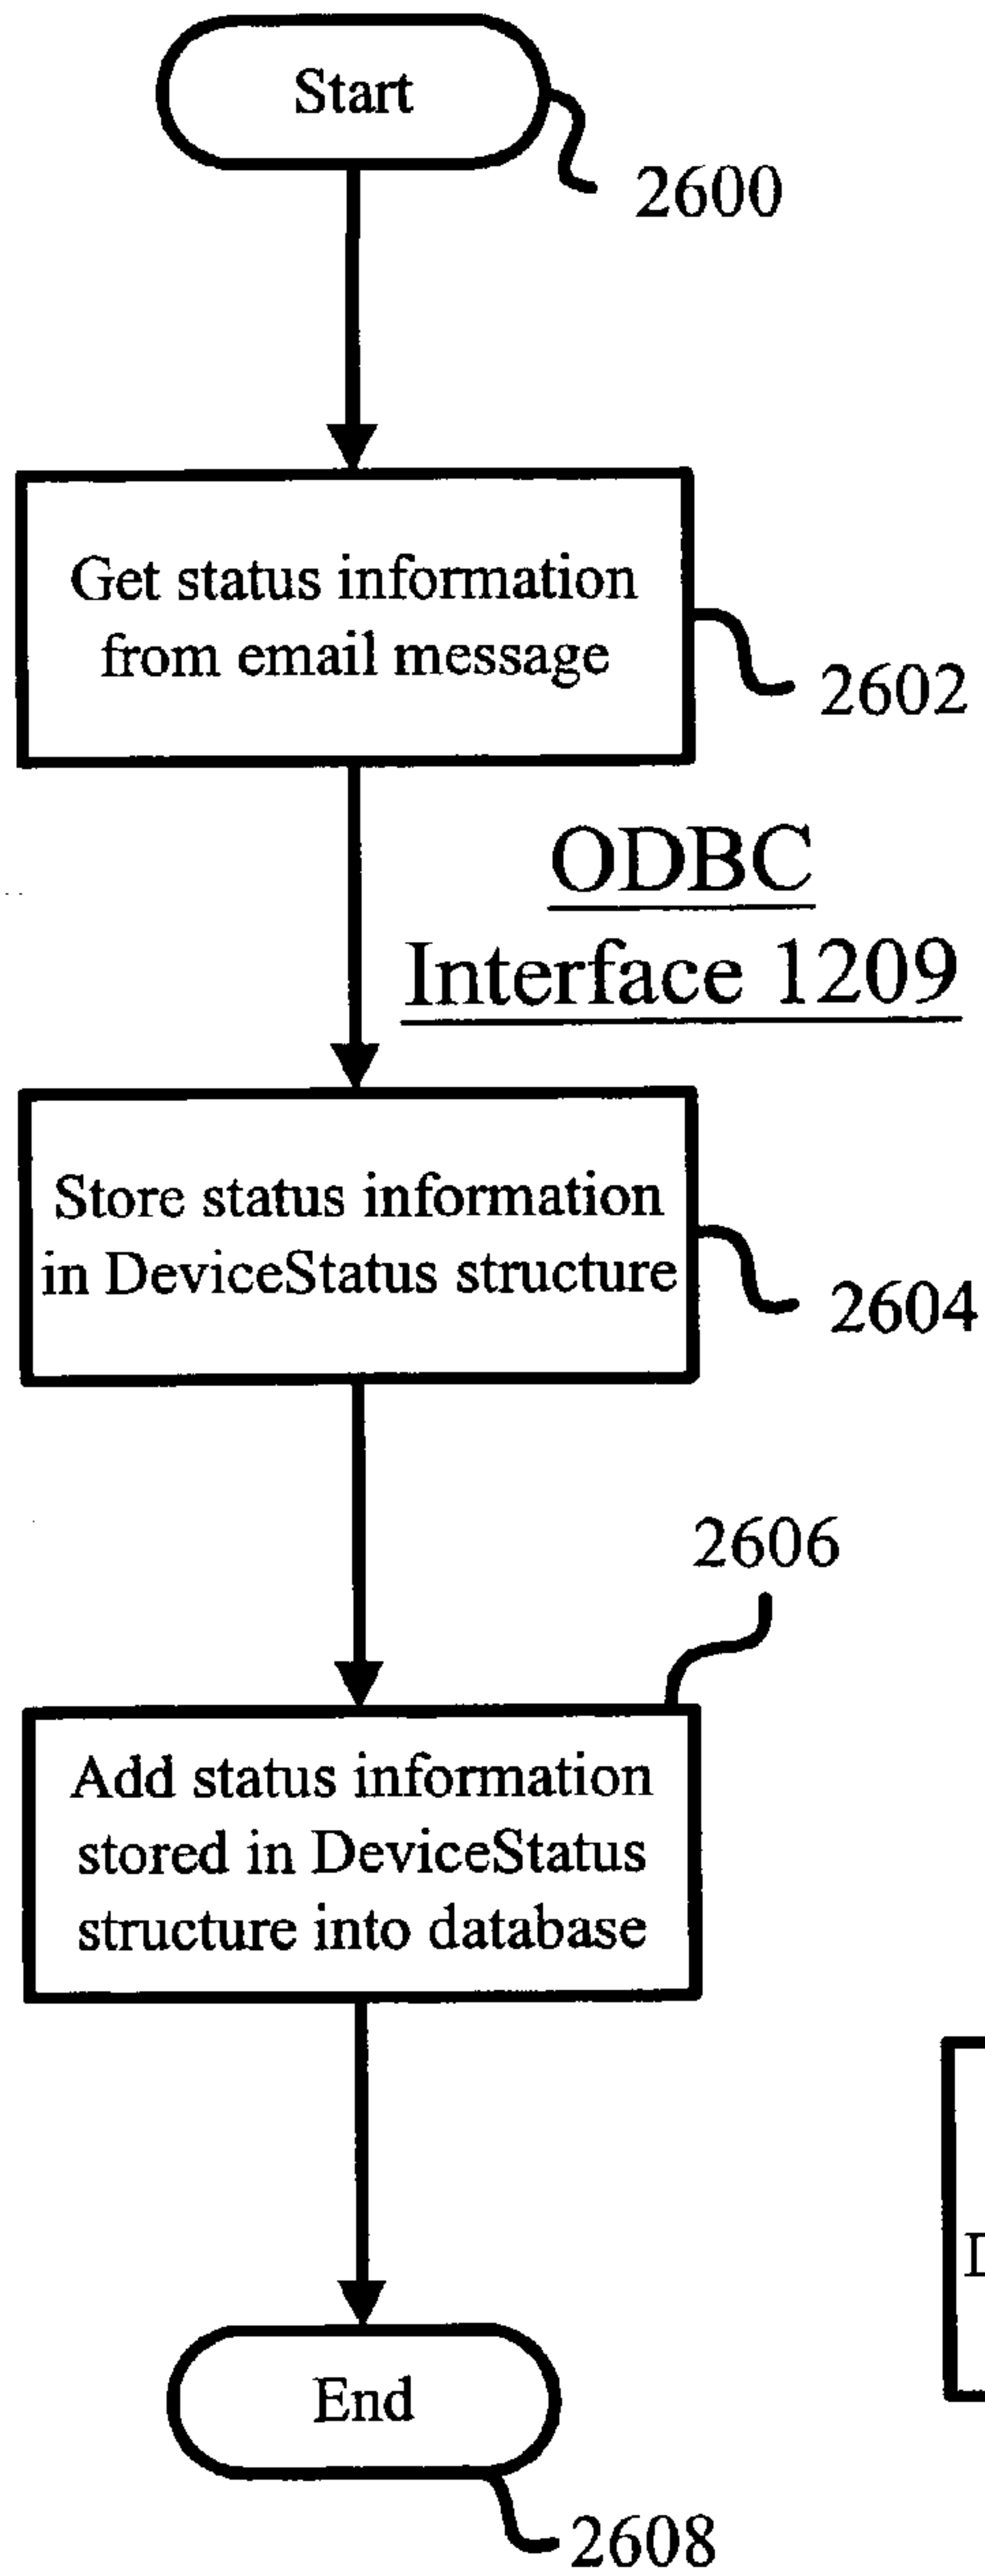 Start
2600
Get status information
from email message
2602
ODBC
Interface 1209
Store status information
in DeviceStatus structure
2604
2606
Add status information
stored in DeviceStatus
structure into database
End
2608